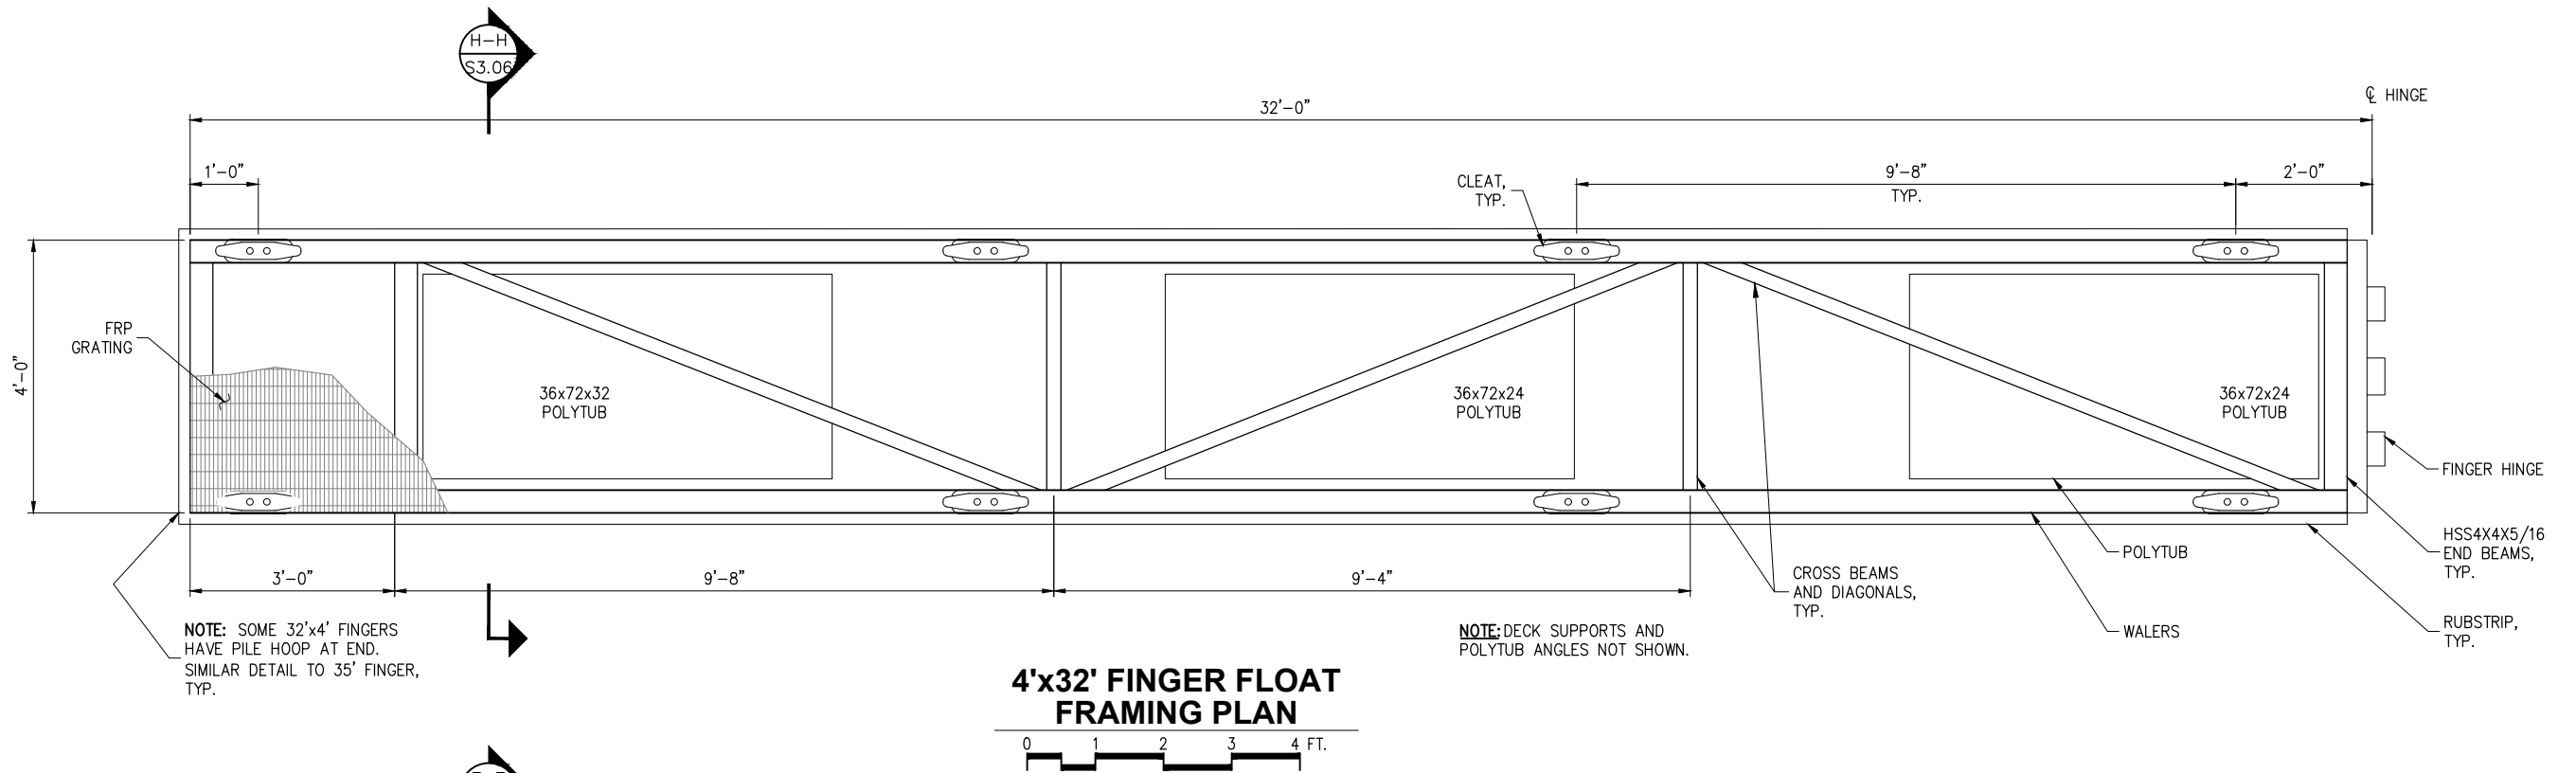 H-H
S3.06
32'-0"
℄ HINGE
1'-0"
CLEAT,
TYP.
9'-8"
TYP.
2'-0"
FRP
GRATING
4'-0"
36x72x32
POLYTUB
36x72x24
POLYTUB
36x72x24
POLYTUB
FINGER HINGE
HSS4X4X5/16
END BEAMS,
TYP.
POLYTUB
3'-0"
9'-8"
9'-4"
CROSS BEAMS
AND DIAGONALS,
TYP.
WALERS
RUBSTRIP,
TYP.
NOTE: SOME 32'x4' FINGERS
HAVE PILE HOOP AT END.
SIMILAR DETAIL TO 35' FINGER,
TYP.
NOTE: DECK SUPPORTS AND
POLYTUB ANGLES NOT SHOWN.
4'x32' FINGER FLOAT
FRAMING PLAN
0 1 2 3 4 FT.